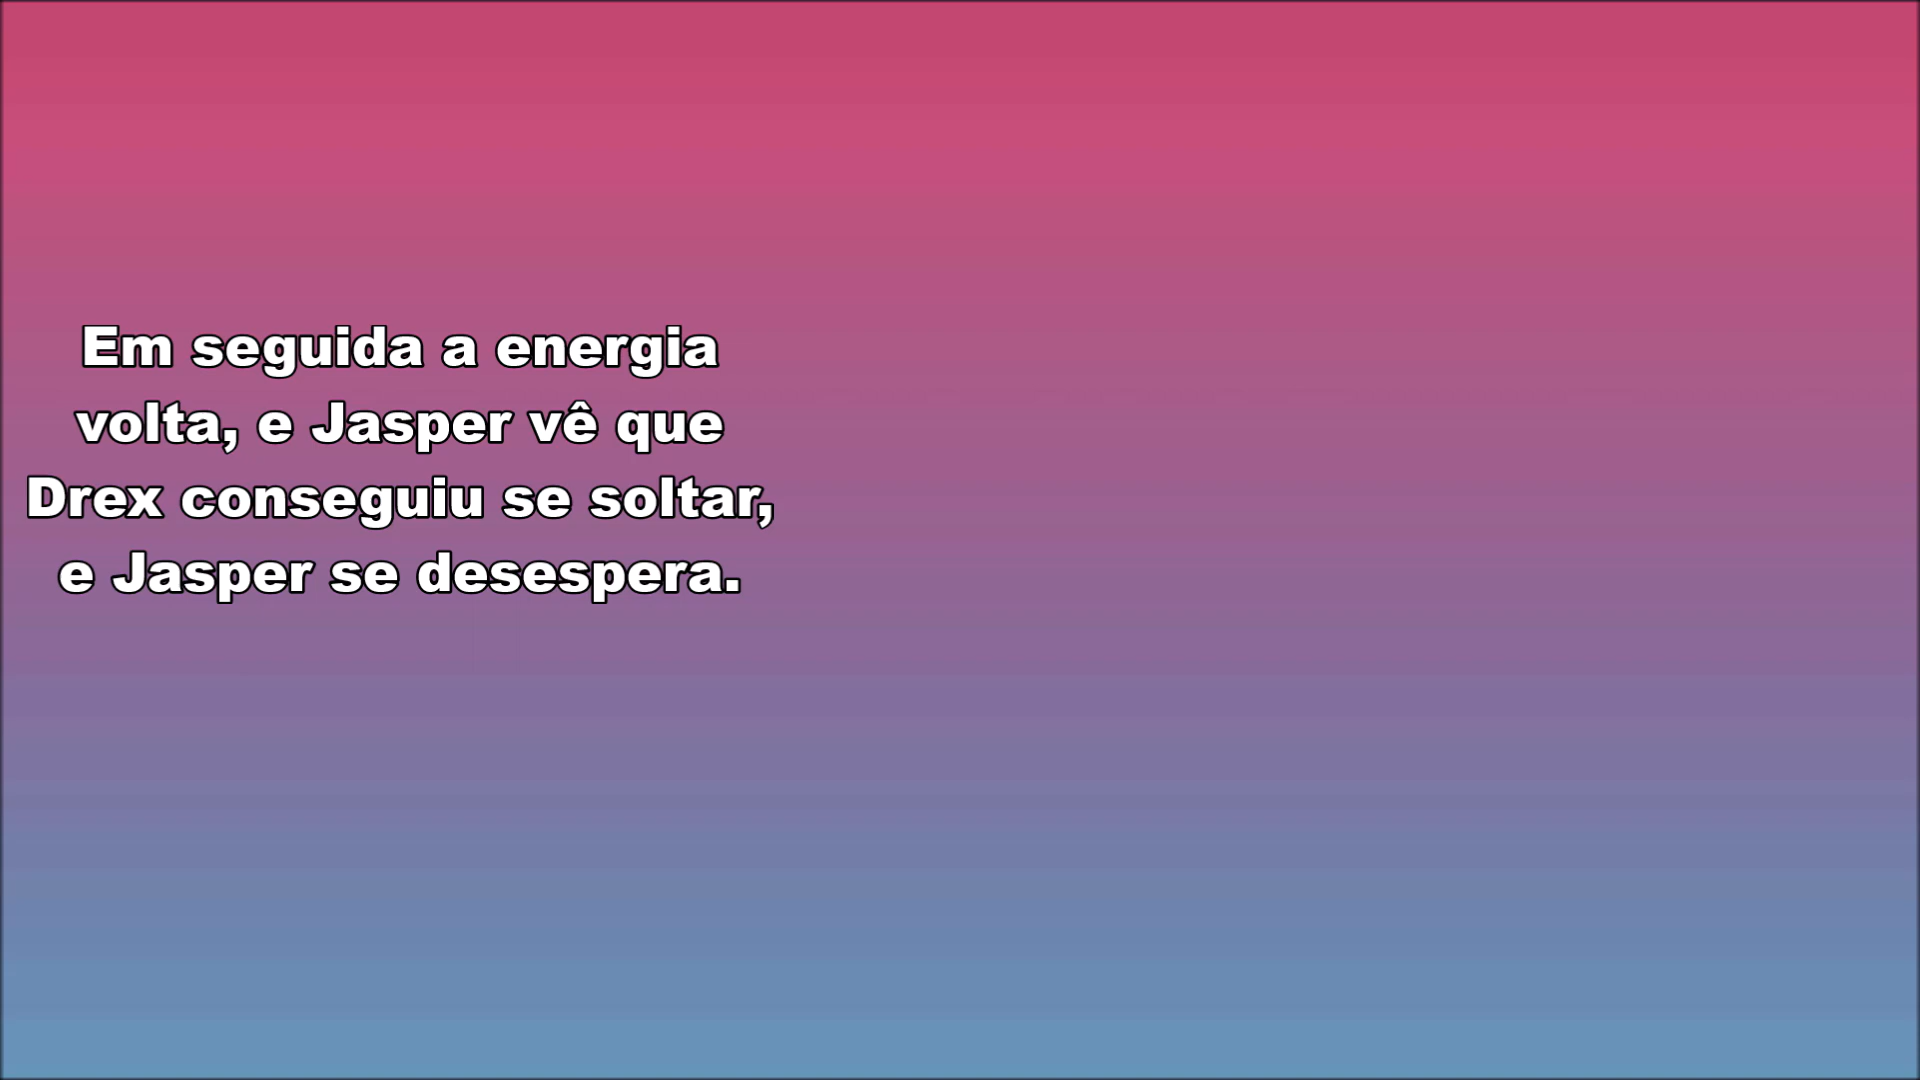 Em seguida a energia
volta, e Jasper vê que
Drex conseguiu se soltar,
e Jasper se desespera.